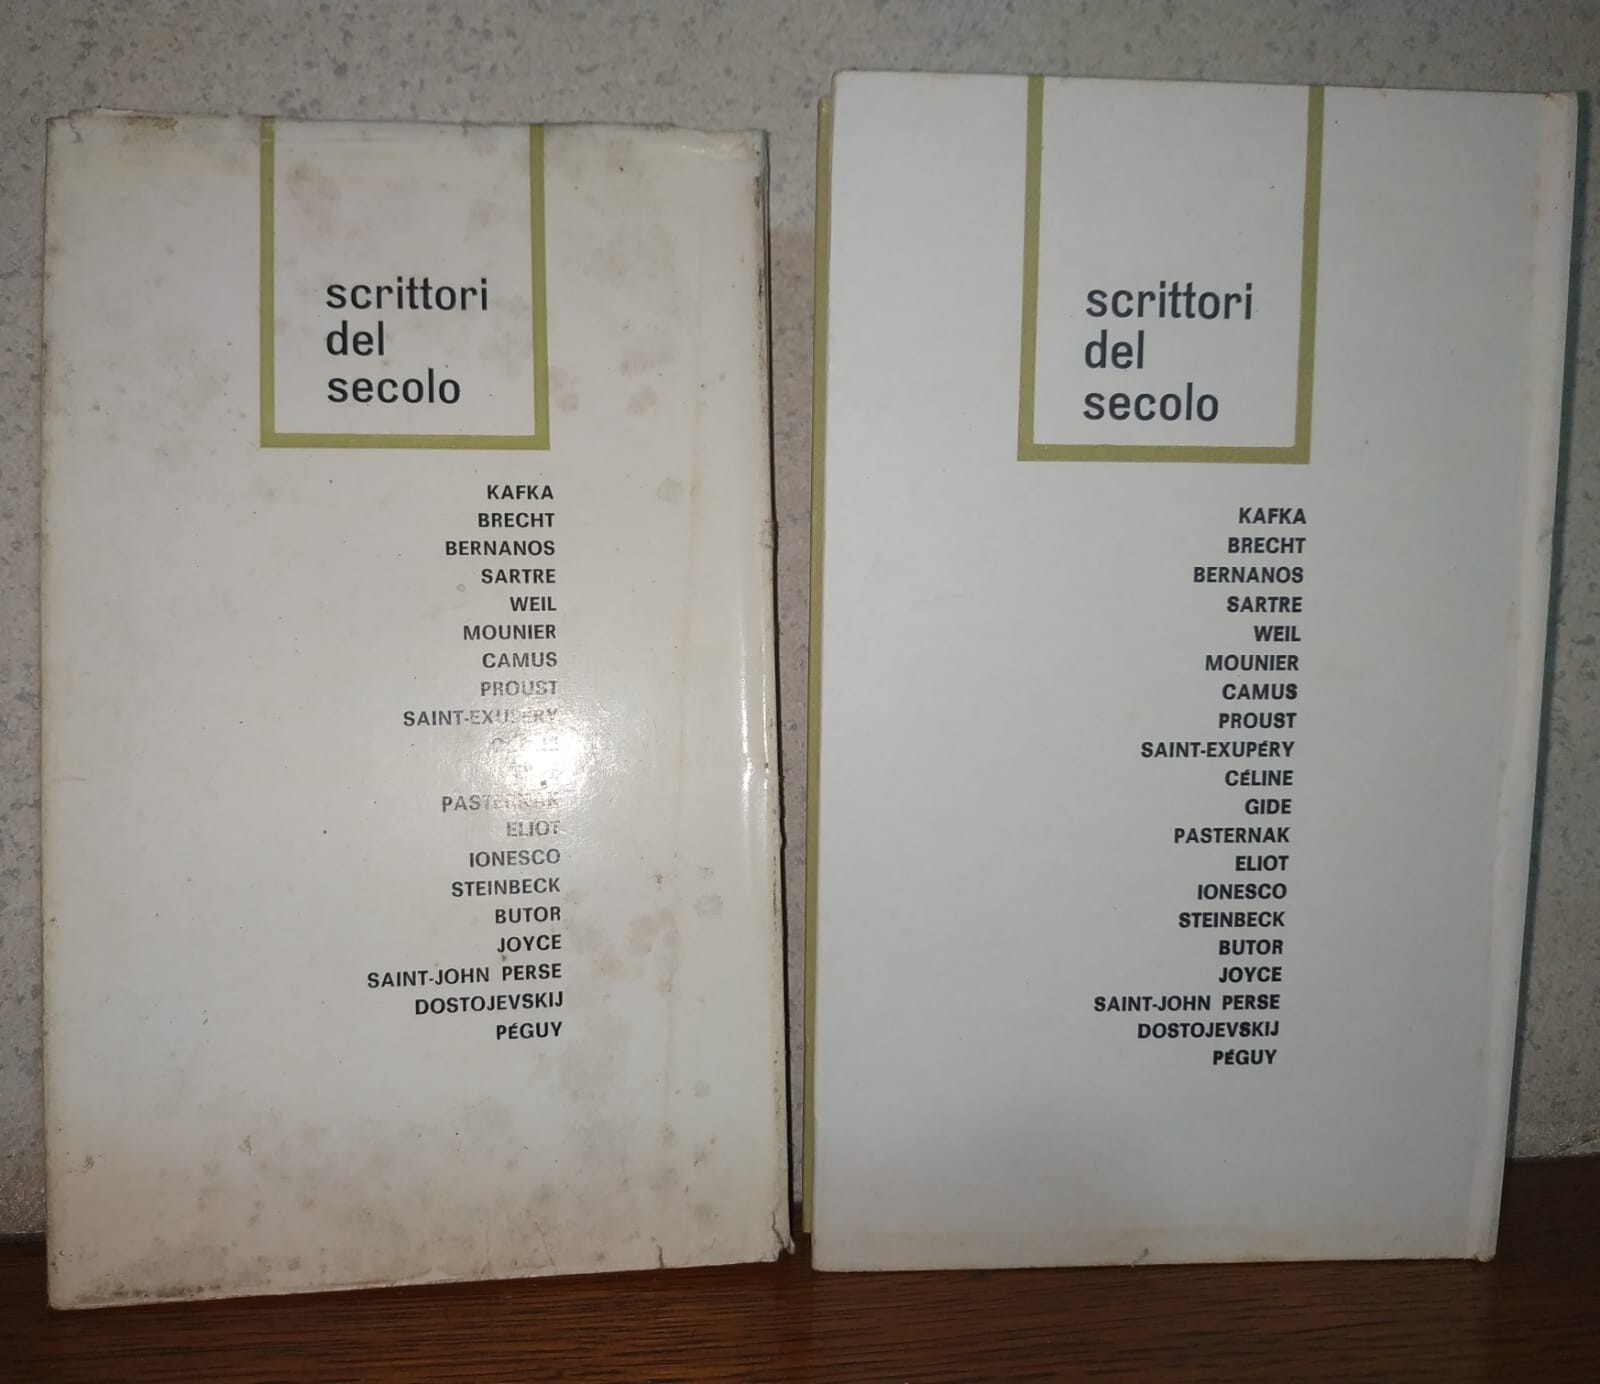 scrittori
del
secolo
KAFKA
BRECHT
BERNANOS
SARTRE
WEIL
MOUNIER
CAMUS
PROUST
SAINT-EXUPÉRY
PASTERNAK
ELIOT
IONESCO
STEINBECK
BUTOR
JOYCE
SAINT-JOHN PERSE
DOSTOJEVSKIJ
PÉGUY
scrittori
del
secolo
KAFKA
BRECHT
BERNANOS
SARTRE
WEIL
MOUNIER
CAMUS
PROUST
SAINT-EXUPÉRY
CÉLINE
GIDE
PASTERNAK
ELIOT
IONESCO
STEINBECK
BUTOR
JOYCE
SAINT-JOHN PERSE
DOSTOJEVSKIJ
PÉGUY